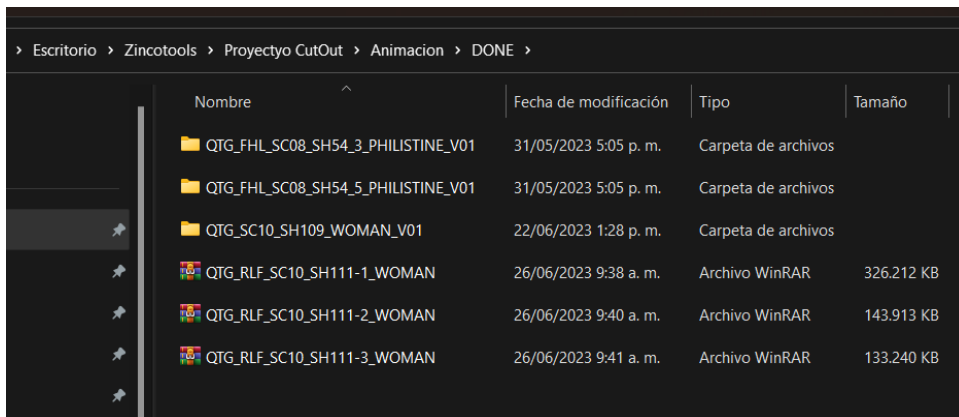 > Escritorio > Zincotools > Proyectyo CutOut > Animacion > DONE >
Nombre Fecha de modificación Tipo Tamaño
QTG_FHL_SC08_SH54_3_PHILISTINE_V01 31/05/2023 5:05 p. m. Carpeta de archivos
QTG_FHL_SC08_SH54_5_PHILISTINE_V01 31/05/2023 5:05 p. m. Carpeta de archivos
QTG_SC10_SH109_WOMAN_V01 22/06/2023 1:28 p. m. Carpeta de archivos
QTG_RLF_SC10_SH111-1_WOMAN 26/06/2023 9:38 a. m. Archivo WinRAR 326.212 KB
QTG_RLF_SC10_SH111-2_WOMAN 26/06/2023 9:40 a. m. Archivo WinRAR 143.913 KB
QTG_RLF_SC10_SH111-3_WOMAN 26/06/2023 9:41 a. m. Archivo WinRAR 133.240 KB